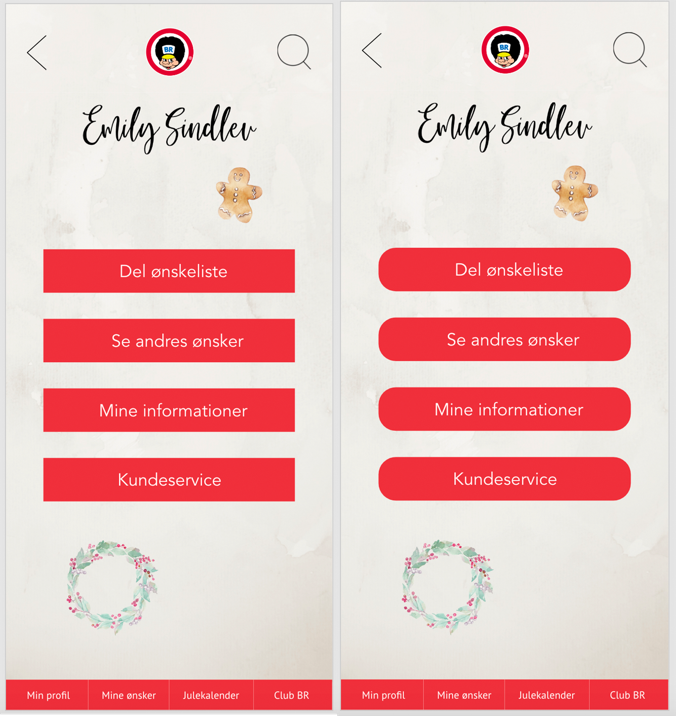 BR
Emily Sindlev
Del ønskeliste
Se andres ønsker
Mine informationer
Kundeservice
Min profil
Mine ønsker
Julekalender
Club BR
BR
Emily Sindlev
Del ønskeliste
Se andres ønsker
Mine informationer
Kundeservice
Min profil
Mine ønsker
Julekalender
Club BR